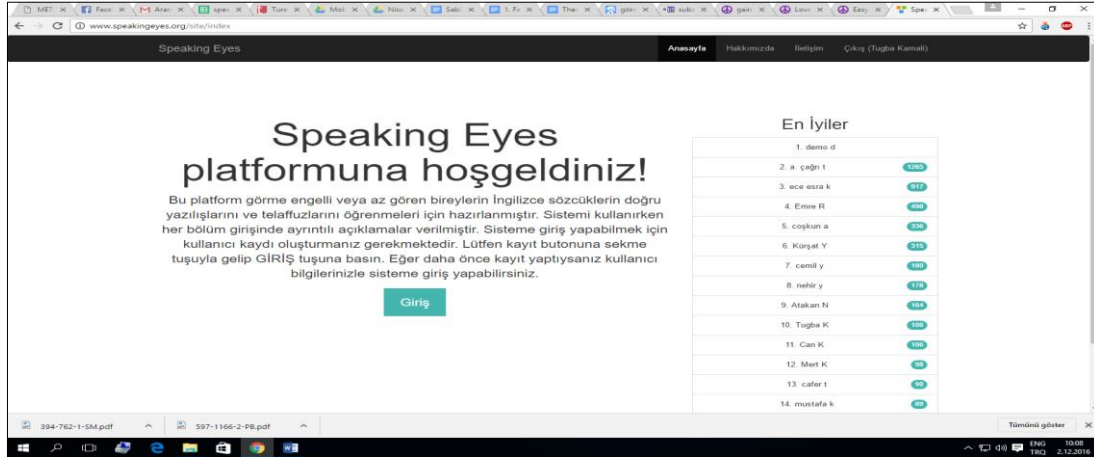 www.speakingeyes.org/site/index
Speaking Eyes
Anasayfa Hakkımızda İletişim Çıkış (Tugba Kamali)
Speaking Eyes
platformuna hoşgeldiniz!
Bu platform görme engelli veya az gören bireylerin İngilizce sözcüklerin doğru
yazılışlarını ve telaffuzlarını öğrenmeleri için hazırlanmıştır. Sistemi kullanırken
her bölüm girişinde ayrıntılı açıklamalar verilmiştir. Sisteme giriş yapabilmek için
kullanıcı kaydı oluşturmanız gerekmektedir. Lütfen kayıt butonuna sekme
tuşuyla gelip GİRİŞ tuşuna basın. Eğer daha önce kayıt yaptıysanız kullanıcı
bilgilerinizle sisteme giriş yapabilirsiniz.
Giriş
En İyiler
1. demo d
2. a. çağrı t 1265
3. ece esra k 917
4. Emre R
5. coşkun a 336
6. Kürşat Y 315
7. cemil y 180
8. nehir y 178
9. Atakan N 164
10. Tugba K
11. Can K 106
12. Mert K 98
13. cafer t 90
14. mustafa k 89
394-762-1-SM.pdf
597-1166-2-PB.pdf
Tümünü göster
ENG 10:08
TRQ 2.12.2016